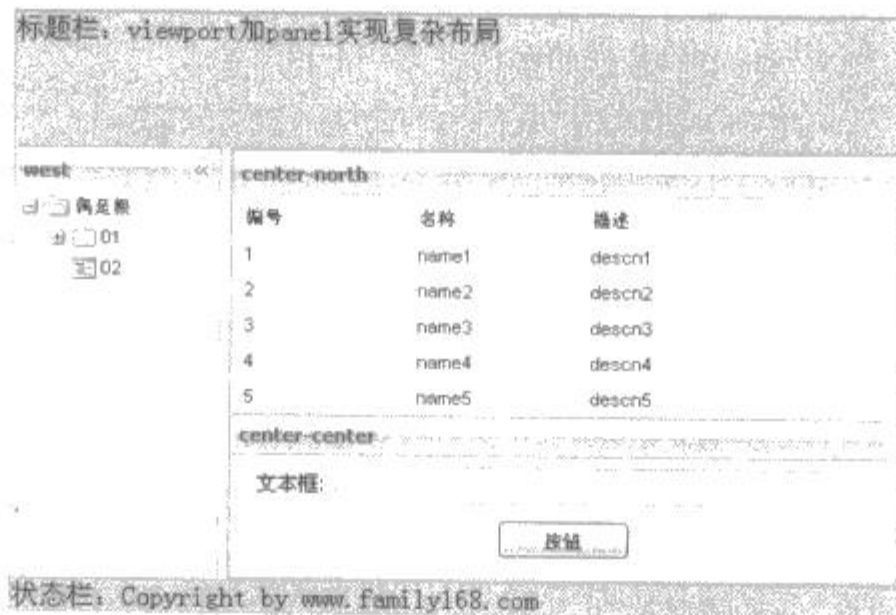 标题栏：viewport加panel实现复杂布局
west «
偶是根
01
02
center-north
编号 名称 描述
1 name1 descn1
2 name2 descn2
3 name3 descn3
4 name4 descn4
5 name5 descn5
center-center
文本框:
按钮
状态栏：Copyright by www.family168.com